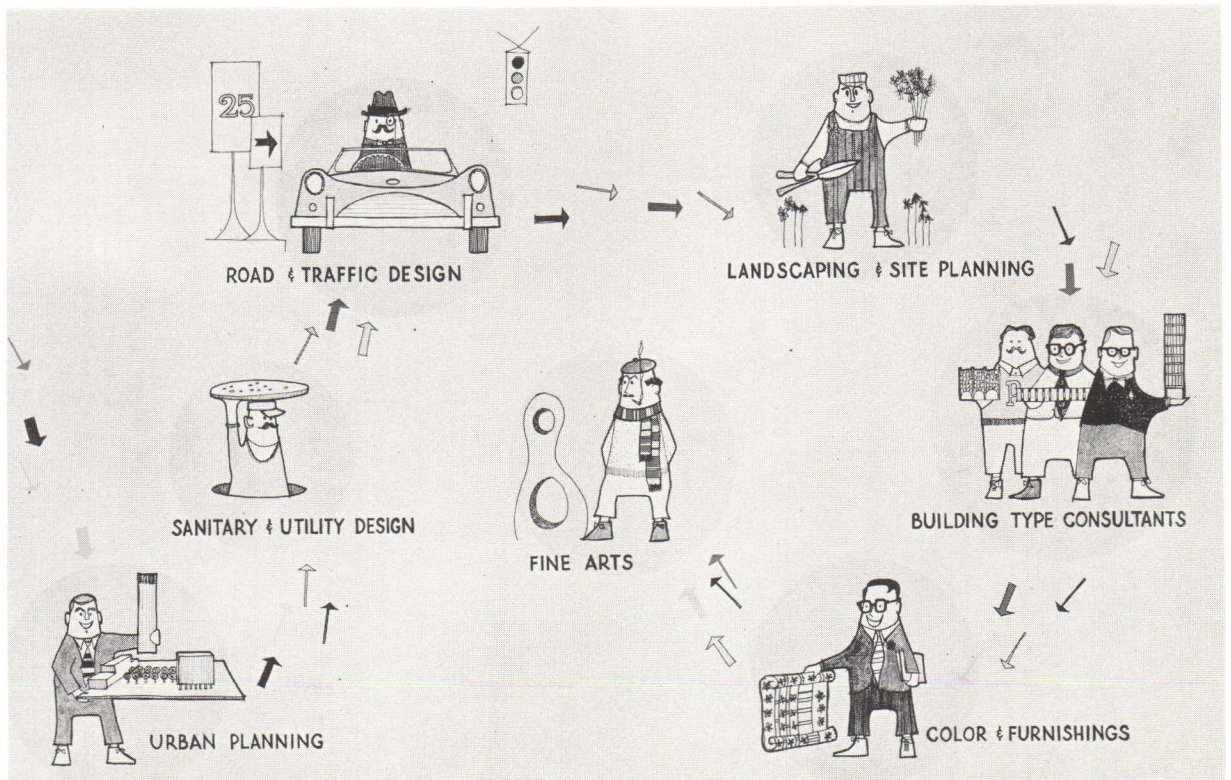 25
ROAD & TRAFFIC DESIGN
LANDSCAPING & SITE PLANNING
P
SANITARY & UTILITY DESIGN
FINE ARTS
BUILDING TYPE CONSULTANTS
URBAN PLANNING
COLOR & FURNISHINGS